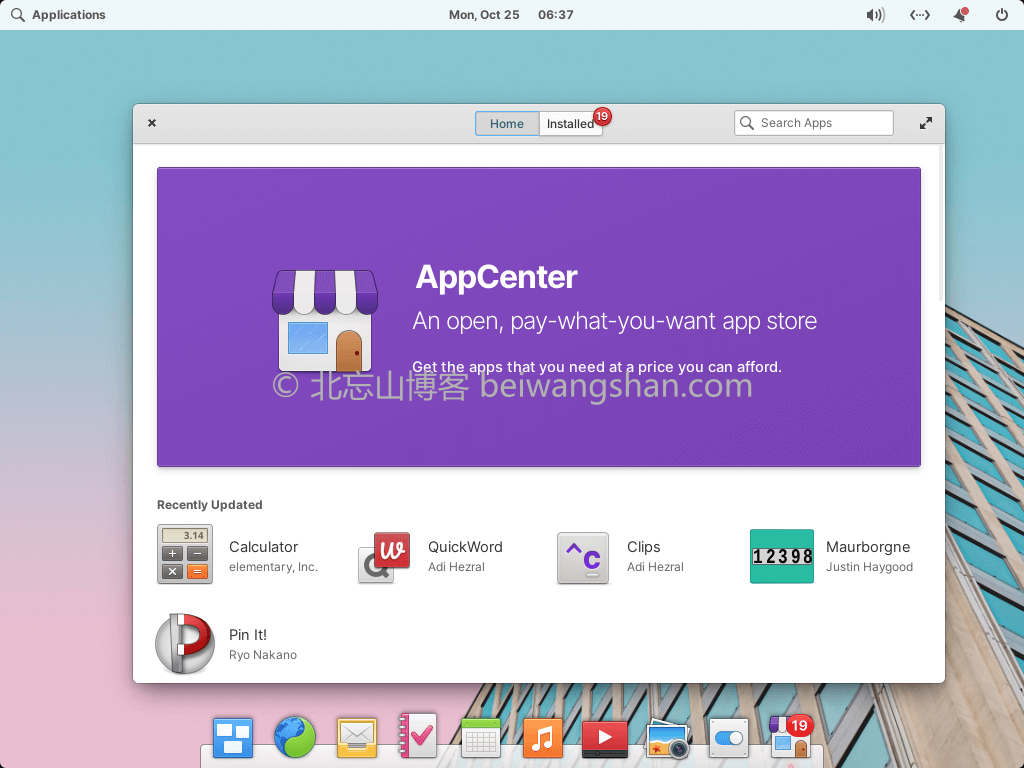 Applications
Mon, Oct 25 06:37
Home
Installed
19
Search Apps
AppCenter
An open, pay-what-you-want app store
Get the apps that you need at a price you can afford.
© 北忘山博客 beiwangshan.com
Recently Updated
3.14
Calculator
elementary, Inc.
QuickWord
Adi Hezral
Clips
Adi Hezral
12398
Maurborgne
Justin Haygood
Pin It!
Ryo Nakano
19